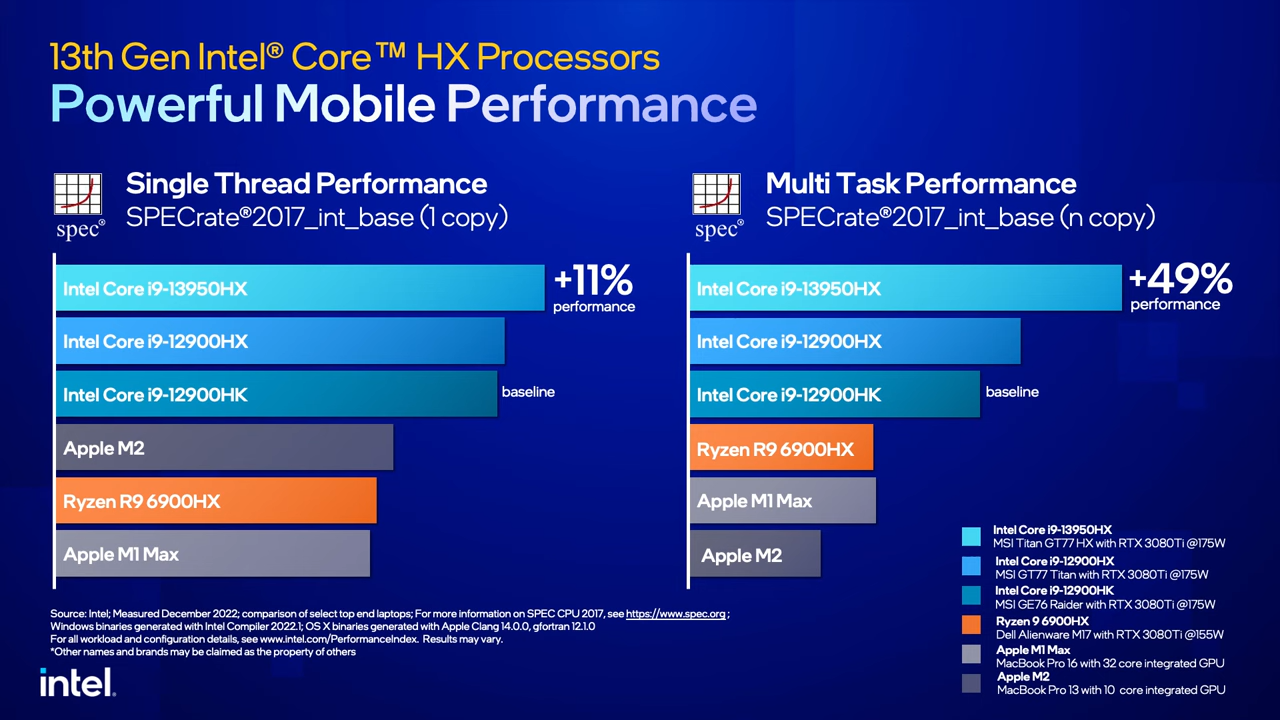 13th Gen Intel® Core™ HX Processors
Powerful Mobile Performance
Single Thread Performance
SPECrate®2017_int_base (1 copy)
spec®
Intel Core i9-13950HX
+11%
performance
Intel Core i9-12900HX
Intel Core i9-12900HK
baseline
Apple M2
Ryzen R9 6900HX
Apple M1 Max
Multi Task Performance
SPECrate®2017_int_base (n copy)
spec®
Intel Core i9-13950HX
+49%
performance
Intel Core i9-12900HX
Intel Core i9-12900HK
baseline
Ryzen R9 6900HX
Apple M1 Max
Apple M2
Intel Core i9-13950HX
MSI Titan GT77 HX with RTX 3080Ti @175W
Intel Core i9-12900HX
MSI GT77 Titan with RTX 3080Ti @175W
Intel Core i9-12900HK
MSI GE76 Raider with RTX 3080Ti @175W
Ryzen 9 6900HX
Dell Alienware M17 with RTX 3080Ti @155W
Apple M1 Max
MacBook Pro 16 with 32 core integrated GPU
Apple M2
MacBook Pro 13 with 10 core integrated GPU
Source: Intel; Measured December 2022; comparison of select top end laptops; For more information on SPEC CPU 2017, see https://www.spec.org ;
Windows binaries generated with Intel Compiler 2022.1; OS X binaries generated with Apple Clang 14.0.0, gfortran 12.1.0
For all workload and configuration details, see www.intel.com/PerformanceIndex. Results may vary.
*Other names and brands may be claimed as the property of others
intel.